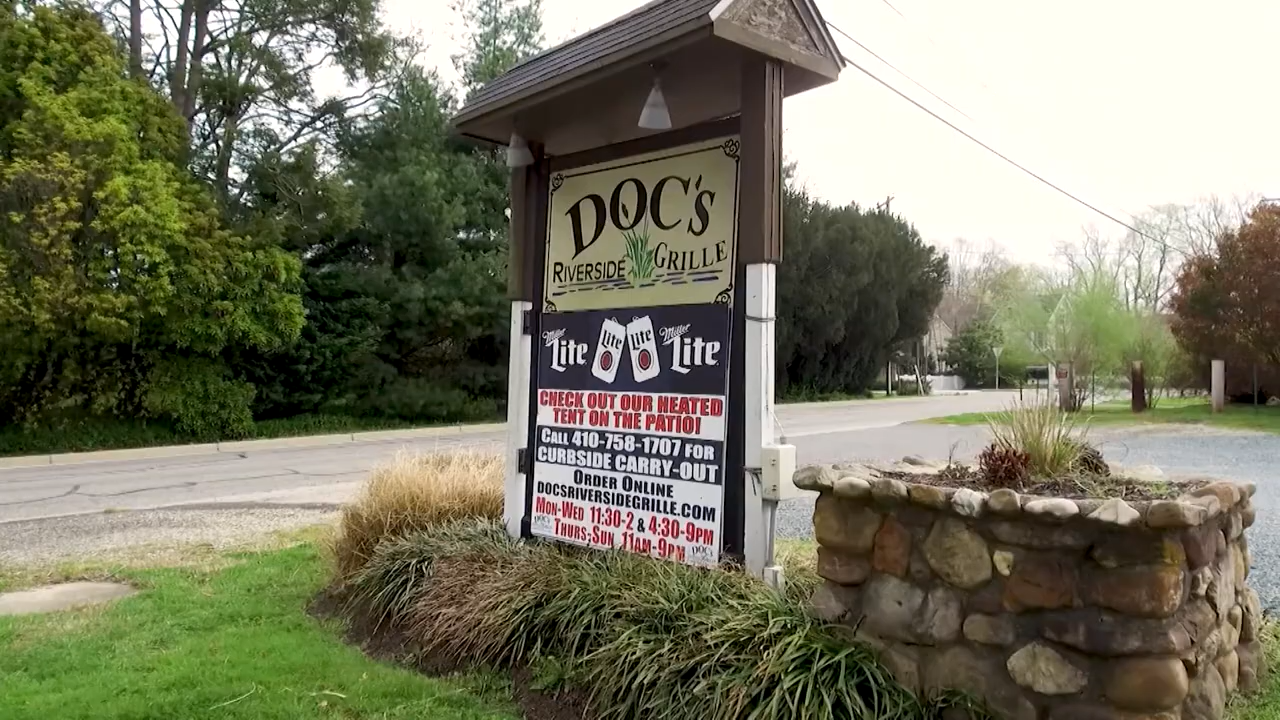 DOC's
RIVERSIDE GRILLE
Miller Lite Lite Lite Miller Lite
CHECK OUT OUR HEATED
TENT ON THE PATIO!
CALL 410-758-1707 FOR
CURBSIDE CARRY-OUT
ORDER ONLINE
DOCSRIVERSIDEGRILLE.COM
MON-WED 11:30-2 & 4:30-9PM
THURS-SUN 11AM-9PM